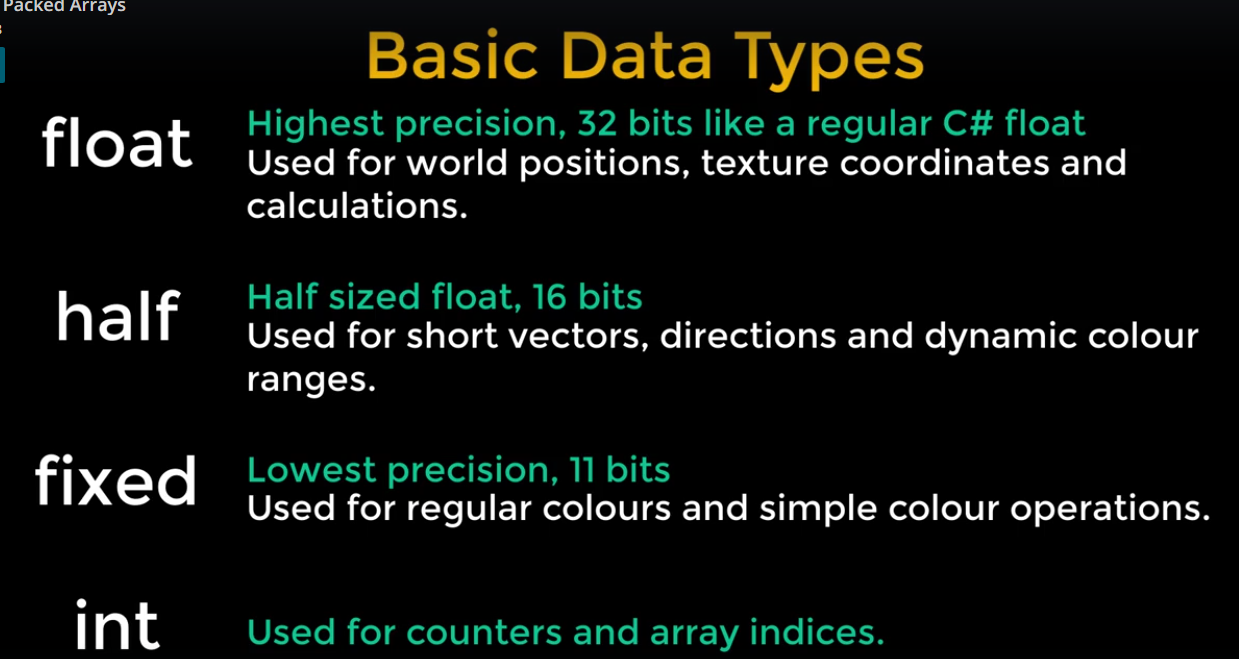 Packed Arrays
Basic Data Types
float
Highest precision, 32 bits like a regular C# float
Used for world positions, texture coordinates and
calculations.
half
Half sized float, 16 bits
Used for short vectors, directions and dynamic colour
ranges.
fixed
Lowest precision, 11 bits
Used for regular colours and simple colour operations.
int
Used for counters and array indices.